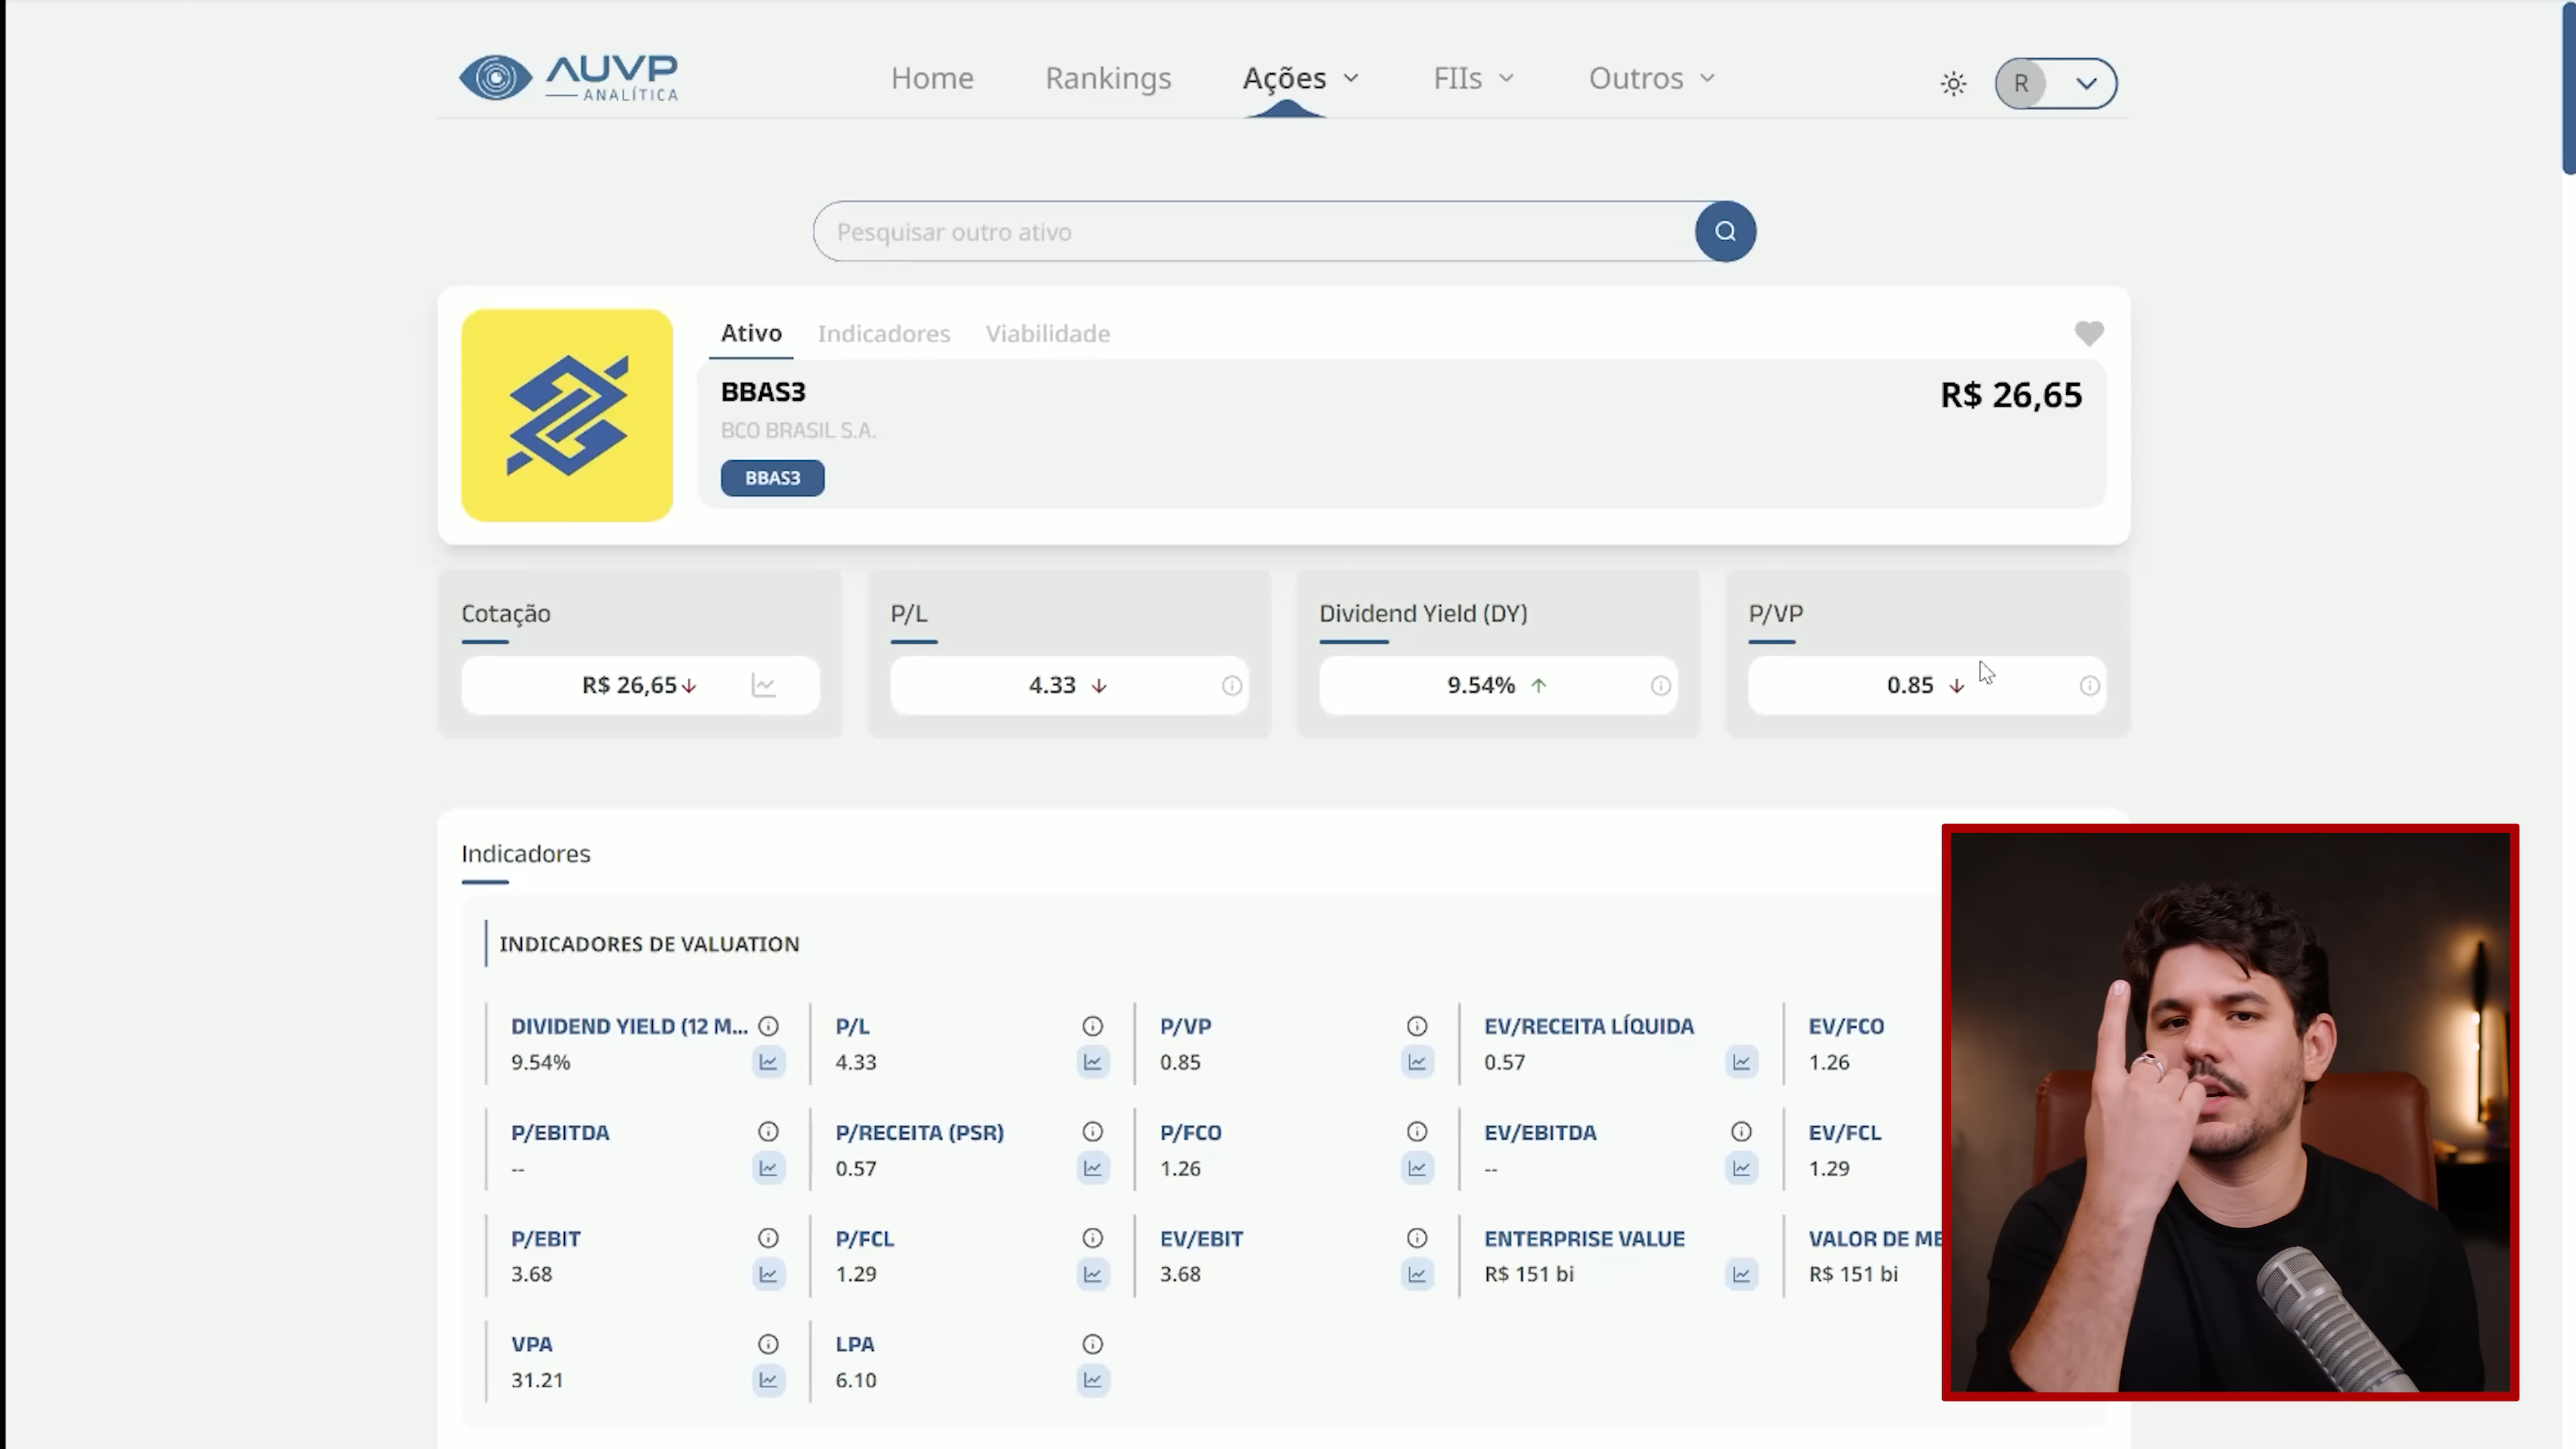 AUVP
ANALÍTICA
Home
Rankings
Ações
FIIs
Outros
R
Pesquisar outro ativo
Ativo
Indicadores
Viabilidade
BBAS3
R$ 26,65
BCO BRASIL S.A.
BBAS3
Cotação
P/L
Dividend Yield (DY)
P/VP
R$ 26,65
4.33
9.54%
0.85
Indicadores
INDICADORES DE VALUATION
DIVIDEND YIELD (12 M...
P/L
P/VP
EV/RECEITA LÍQUIDA
EV/FCO
9.54%
4.33
0.85
0.57
1.26
P/EBITDA
P/RECEITA (PSR)
P/FCO
EV/EBITDA
EV/FCL
--
0.57
1.26
--
1.29
P/EBIT
P/FCL
EV/EBIT
ENTERPRISE VALUE
VALOR DE
3.68
1.29
3.68
R$ 151 bi
R$ 151 bi
VPA
LPA
31.21
6.10